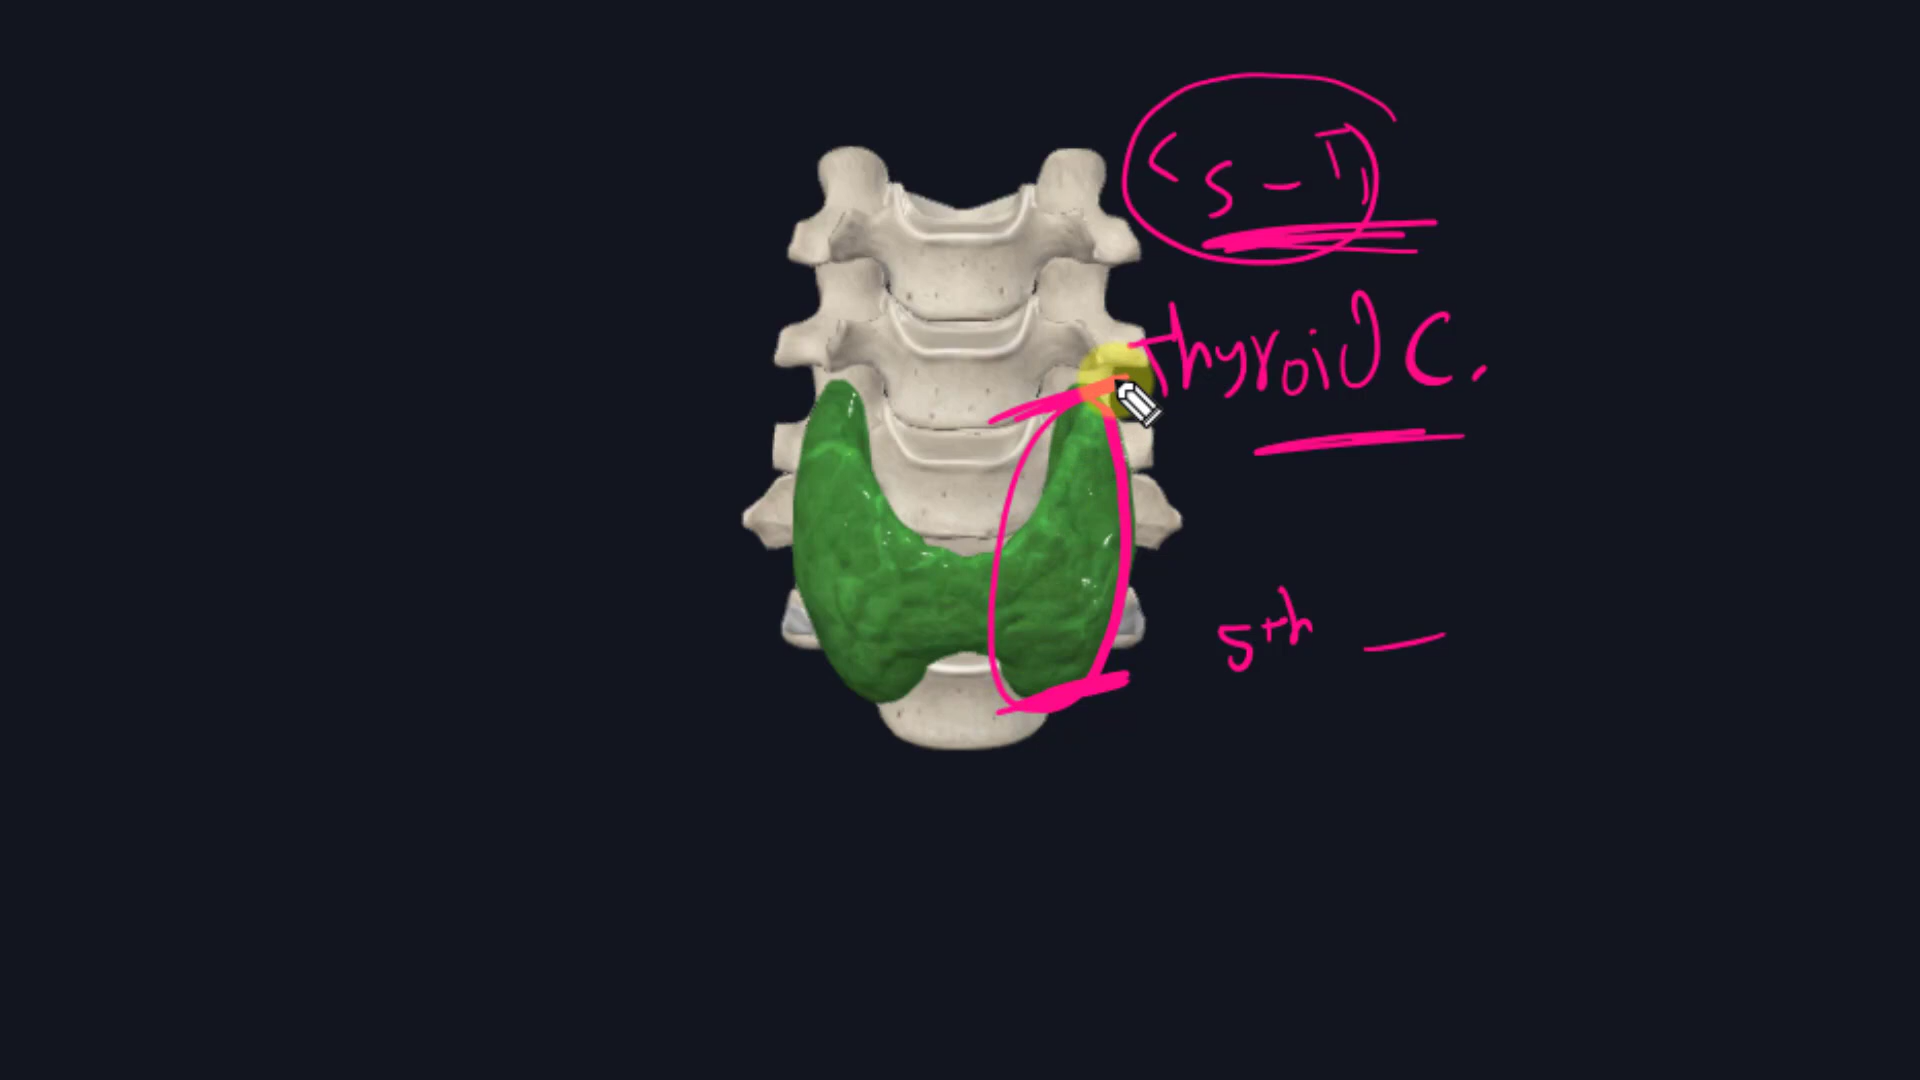 C5 - T1
Thyroid C.
5th —